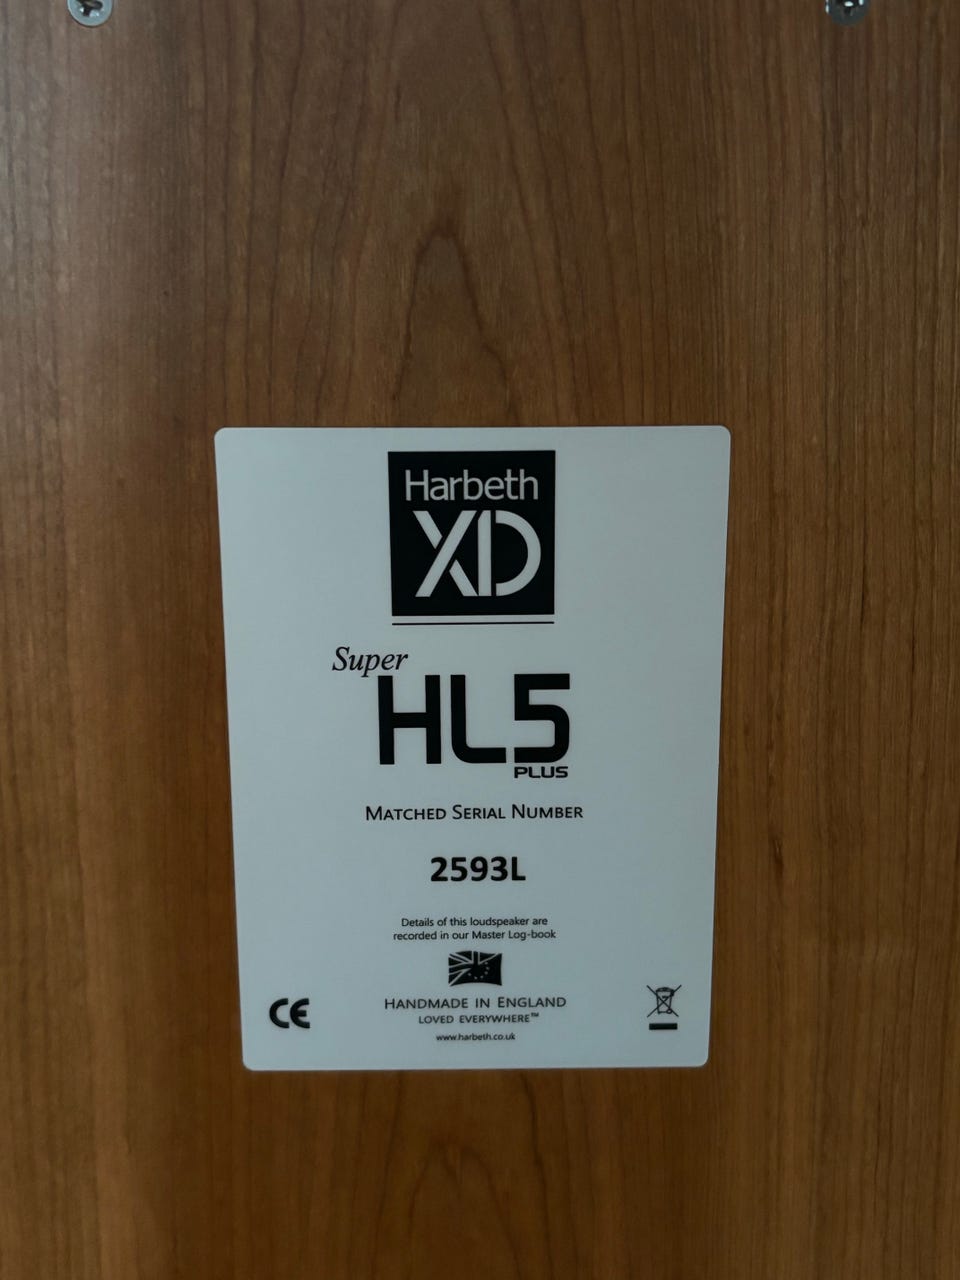 Harbeth
XD
Super
HL5
PLUS
MATCHED SERIAL NUMBER
2593L
Details of this loudspeaker are
recorded in our Master Log-book
HANDMADE IN ENGLAND
LOVED EVERYWHERE™
www.harbeth.co.uk
CE